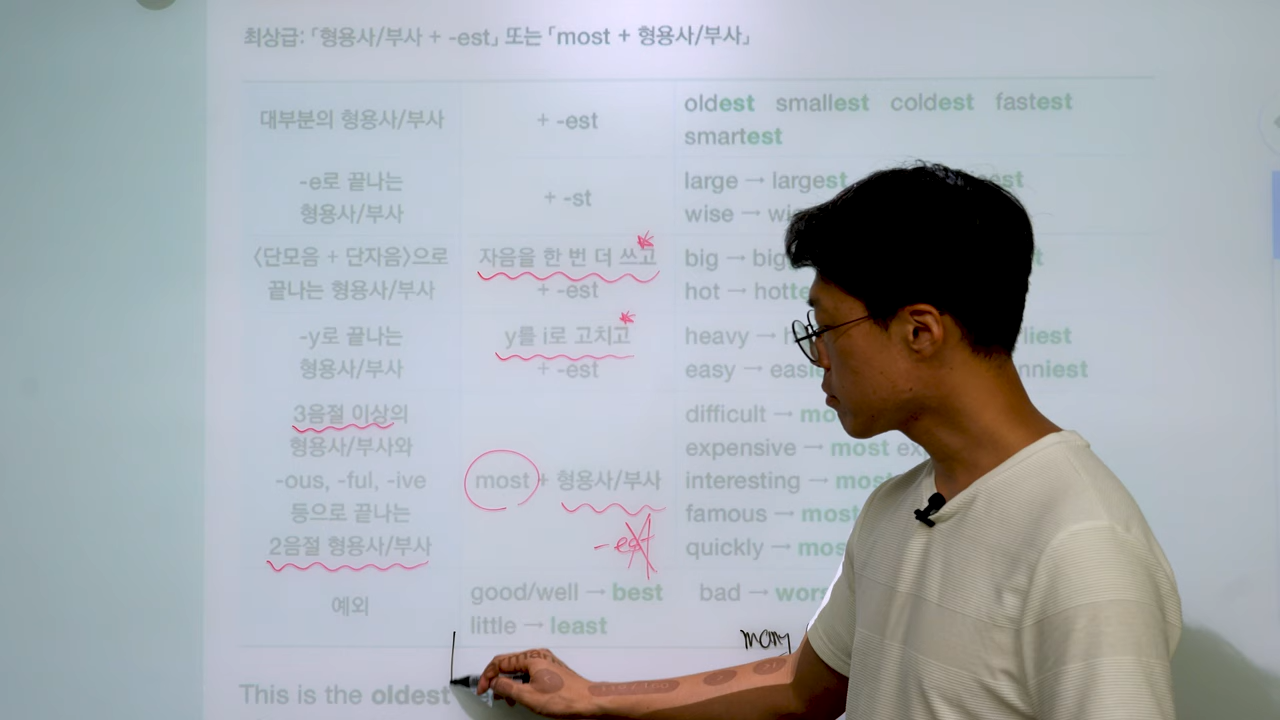 최상급: 「형용사/부사 + -est」 또는 「most + 형용사/부사」
대부분의 형용사/부사
+ -est
oldest smallest coldest fastest
smartest
-e로 끝나는
형용사/부사
+ -st
large → largest
wise →
〈단모음 + 단자음〉으로
끝나는 형용사/부사
자음을 한 번 더 쓰고
+ -est
big →
hot →
-y로 끝나는
형용사/부사
y를 i로 고치고
+ -est
heavy →
easy →
3음절 이상의
형용사/부사와
-ous, -ful, -ive
등으로 끝나는
2음절 형용사/부사
most + 형용사/부사
-est
difficult →
expensive → most
interesting → most
famous → most
quickly →
예외
good/well → best bad →
little → least
many
This is the oldest